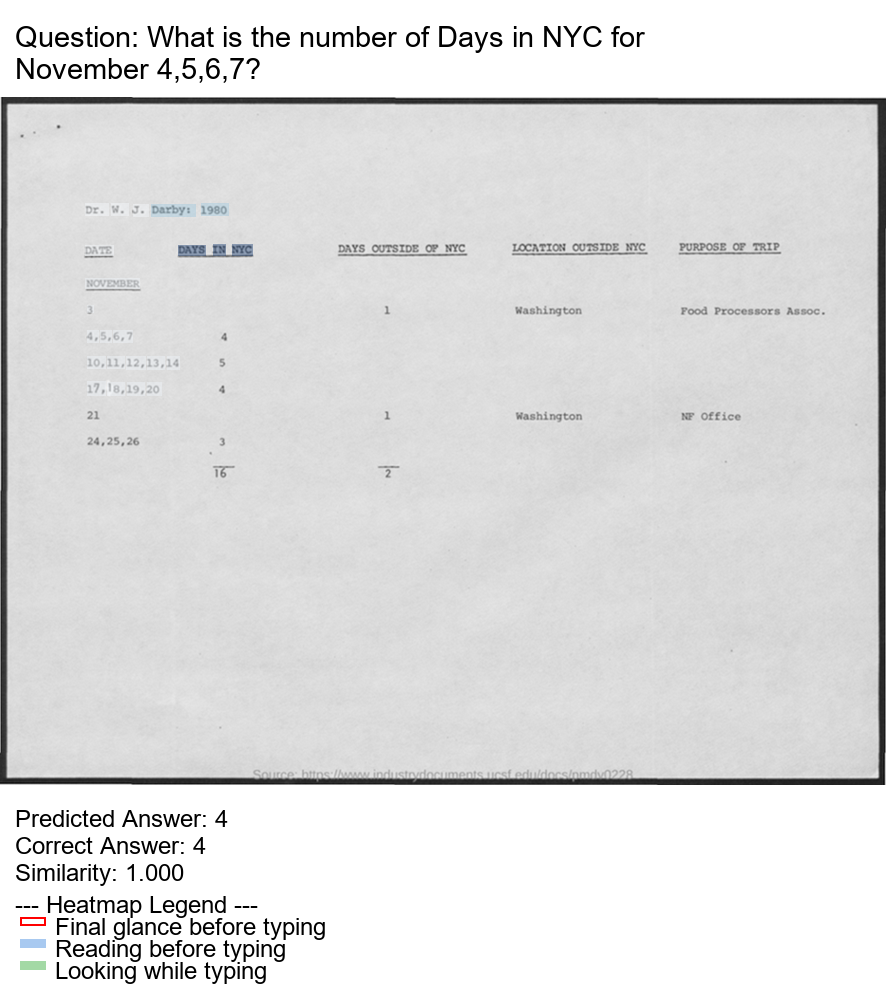 Question: What is the number of Days in NYC for
November 4,5,6,7?
Dr. W. J. Darby: 1980
DATE DAYS IN NYC DAYS OUTSIDE OF NYC LOCATION OUTSIDE NYC PURPOSE OF TRIP
NOVEMBER
3 1 Washington Food Processors Assoc.
4,5,6,7 4
10,11,12,13,14 5
17,18,19,20 4
21 1 Washington NF Office
24,25,26 3
16 2
Source: https://www.industrydocuments.ucsf.edu/docs/pmdv0228
Predicted Answer: 4
Correct Answer: 4
Similarity: 1.000
--- Heatmap Legend ---
Final glance before typing
Reading before typing
Looking while typing